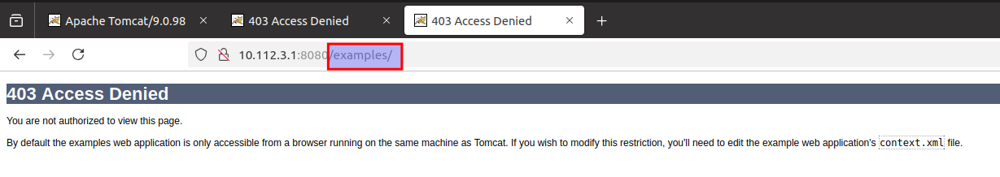 Apache Tomcat/9.0.98
403 Access Denied
403 Access Denied
10.112.3.1:8080/examples/
403 Access Denied
You are not authorized to view this page.
By default the examples web application is only accessible from a browser running on the same machine as Tomcat. If you wish to modify this restriction, you'll need to edit the example web application's context.xml file.